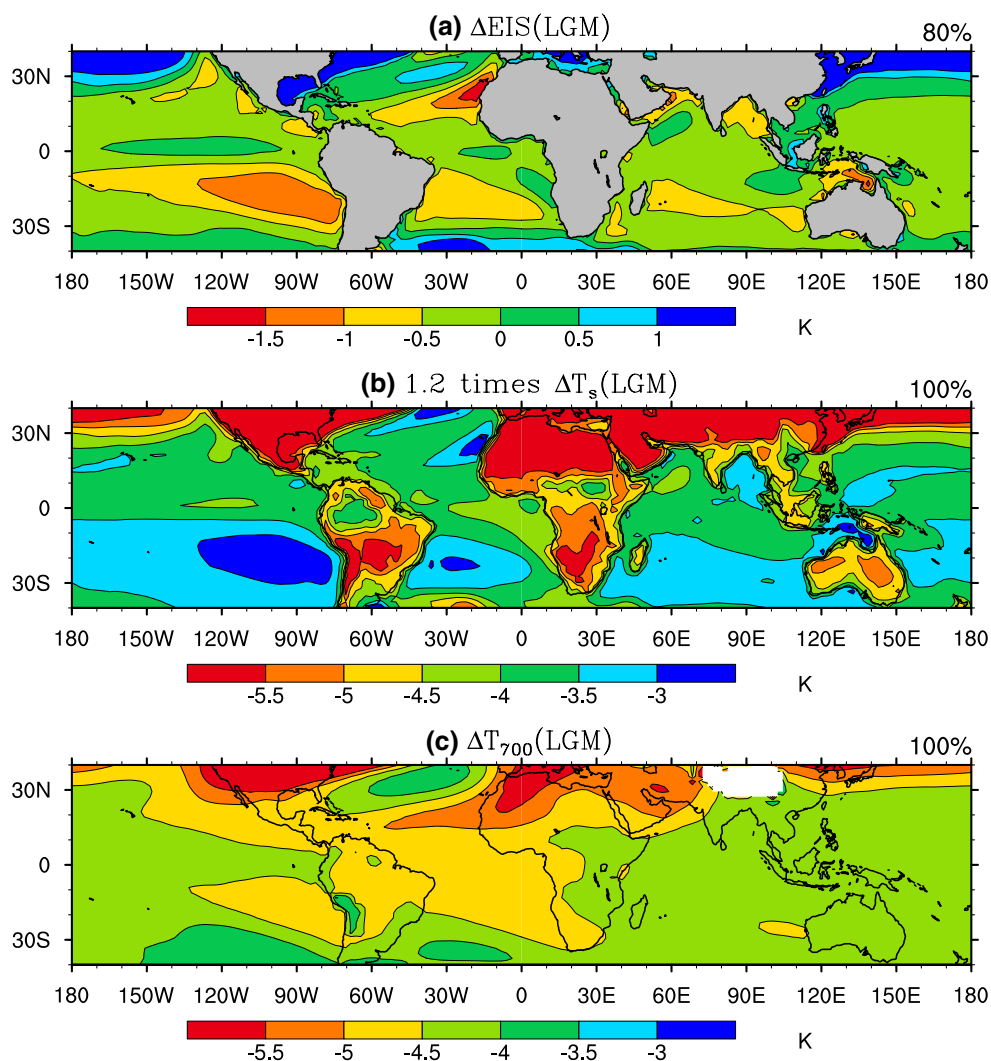 (a) ΔEIS(LGM) 80%
30N
0
30S
180 150W 120W 90W 60W 30W 0 30E 60E 90E 120E 150E 180
-1.5 -1 -0.5 0 0.5 1 K
(b) 1.2 times ΔTs(LGM) 100%
30N
0
30S
180 150W 120W 90W 60W 30W 0 30E 60E 90E 120E 150E 180
-5.5 -5 -4.5 -4 -3.5 -3 K
(c) ΔT700(LGM) 100%
30N
0
30S
180 150W 120W 90W 60W 30W 0 30E 60E 90E 120E 150E 180
-5.5 -5 -4.5 -4 -3.5 -3 K